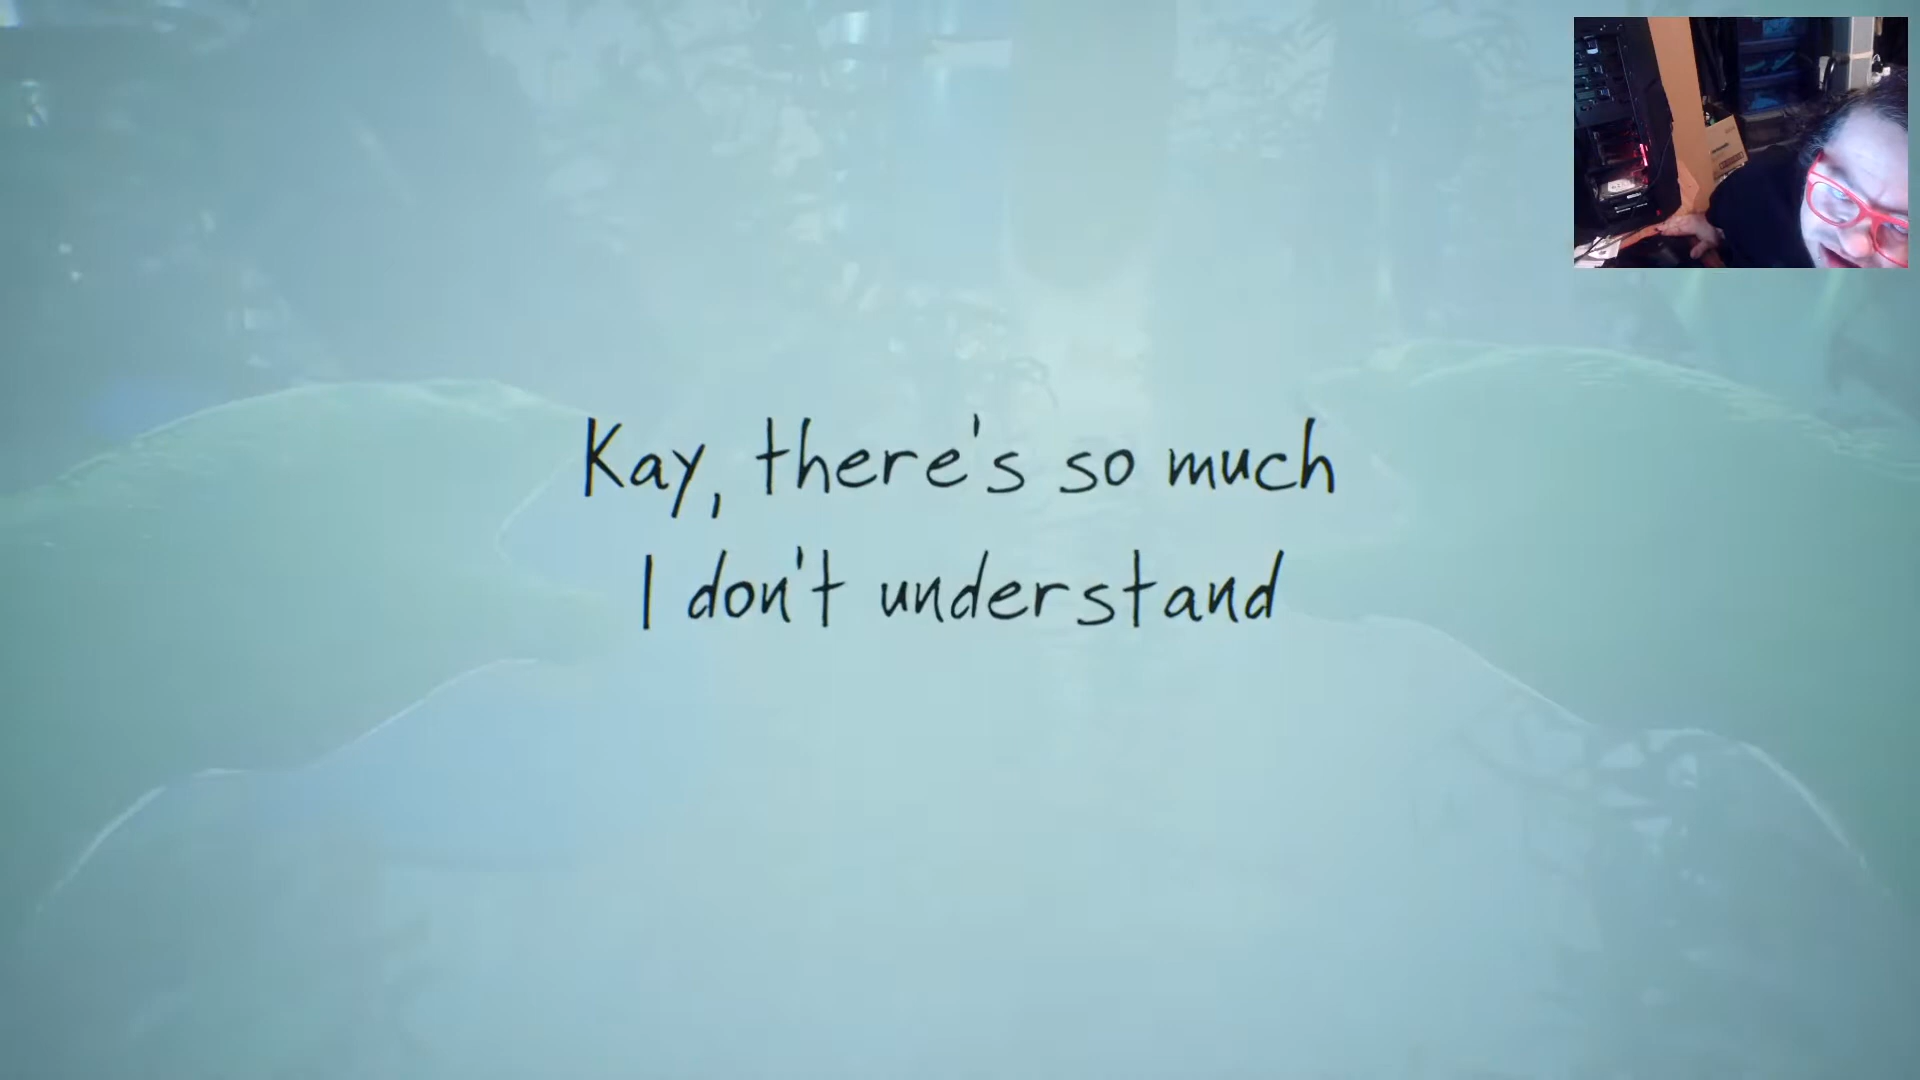 Kay, there's so much
I don't understand